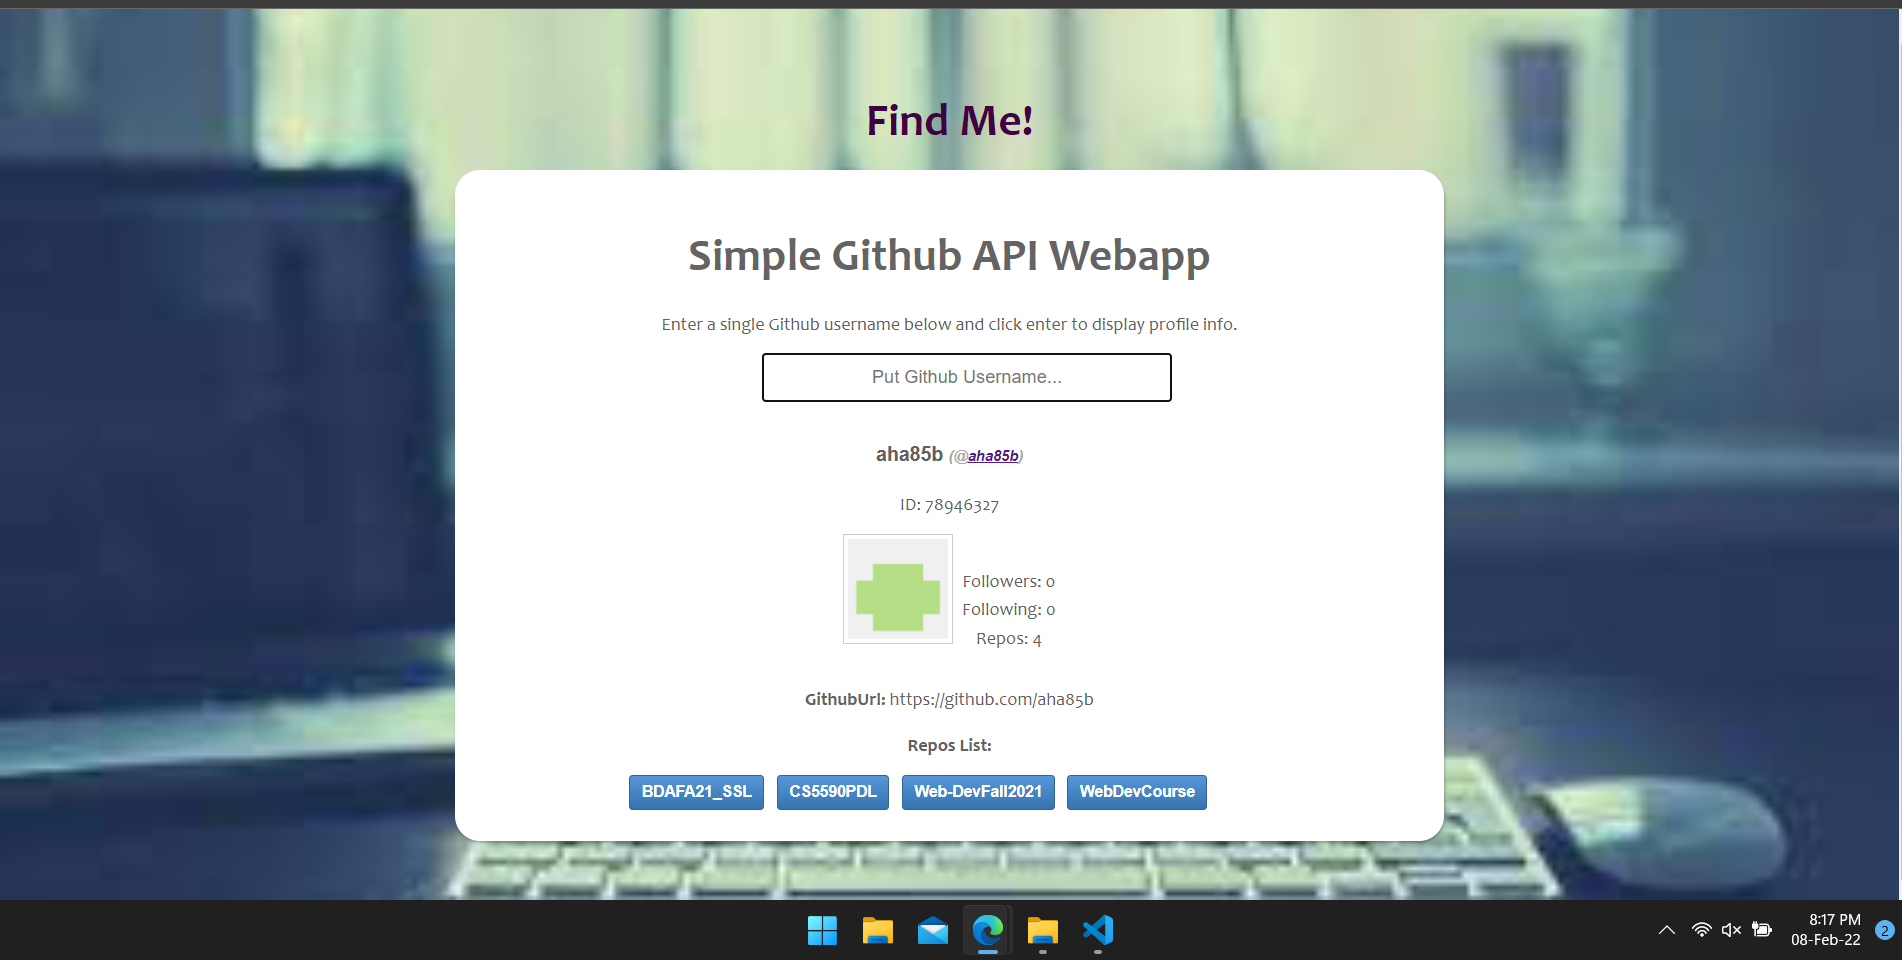 Find Me!
Simple Github API Webapp
Enter a single Github username below and click enter to display profile info.
Put Github Username...
aha85b (@aha85b)
ID: 78946327
Followers: 0
Following: 0
Repos: 4
GithubUrl: https://github.com/aha85b
Repos List:
BDAFA21_SSL CS5590PDL Web-DevFall2021 WebDevCourse
8:17 PM
08-Feb-22
2